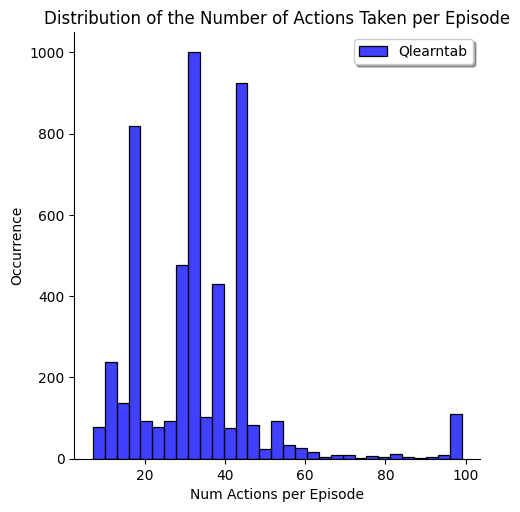 Distribution of the Number of Actions Taken per Episode
Qlearntab
1000
800
600
400
200
0
Occurrence
20 40 60 80 100
Num Actions per Episode